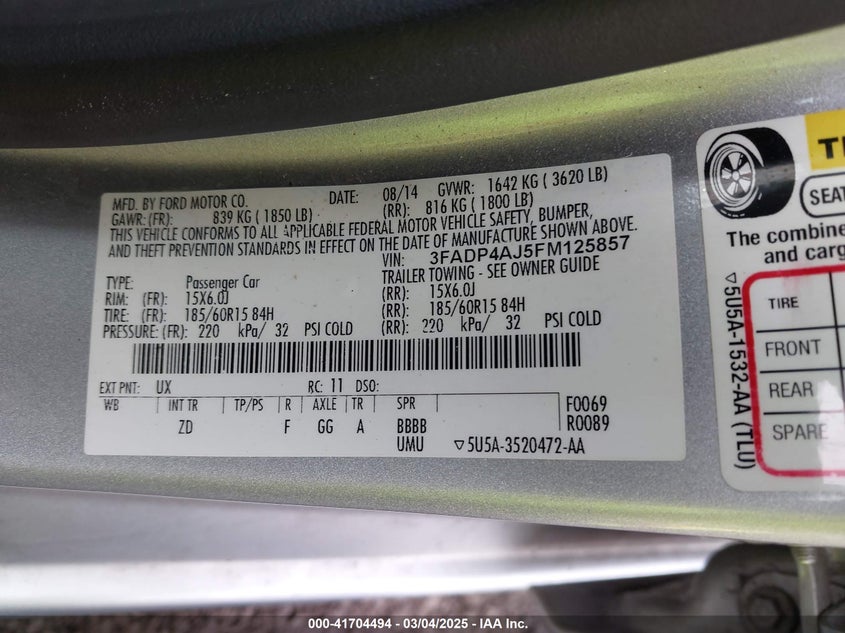 MFD. BY FORD MOTOR CO. DATE: 08/14 GVWR: 1642 KG ( 3620 LB)
GAWR: (FR): 839 KG ( 1850 LB) (RR): 816 KG ( 1800 LB)
THIS VEHICLE CONFORMS TO ALL APPLICABLE FEDERAL MOTOR VEHICLE SAFETY, BUMPER,
AND THEFT PREVENTION STANDARDS IN EFFECT ON THE DATE OF MANUFACTURE SHOWN ABOVE.
VIN: 3FADP4AJ5FM125857
TYPE: Passenger Car TRAILER TOWING - SEE OWNER GUIDE
RIM: (FR): 15X6.0J (RR): 15X6.0J
TIRE: (FR): 185/60R15 84H (RR): 185/60R15 84H
PRESSURE: (FR): 220 kPa/ 32 PSI COLD (RR): 220 kPa/ 32 PSI COLD
EXT PNT: UX RC: 11 DSO:
WB INT TR TP/PS R AXLE TR SPR F0069
ZD F GG A BBBB R0089
UMU ▽5U5A-3520472-AA
SEAT
The combine
and carg
TIRE
FRONT
REAR
SPARE
▽5U5A-1532-AA (TLU)
000-41704494 — 03/04/2025 — IAA Inc.